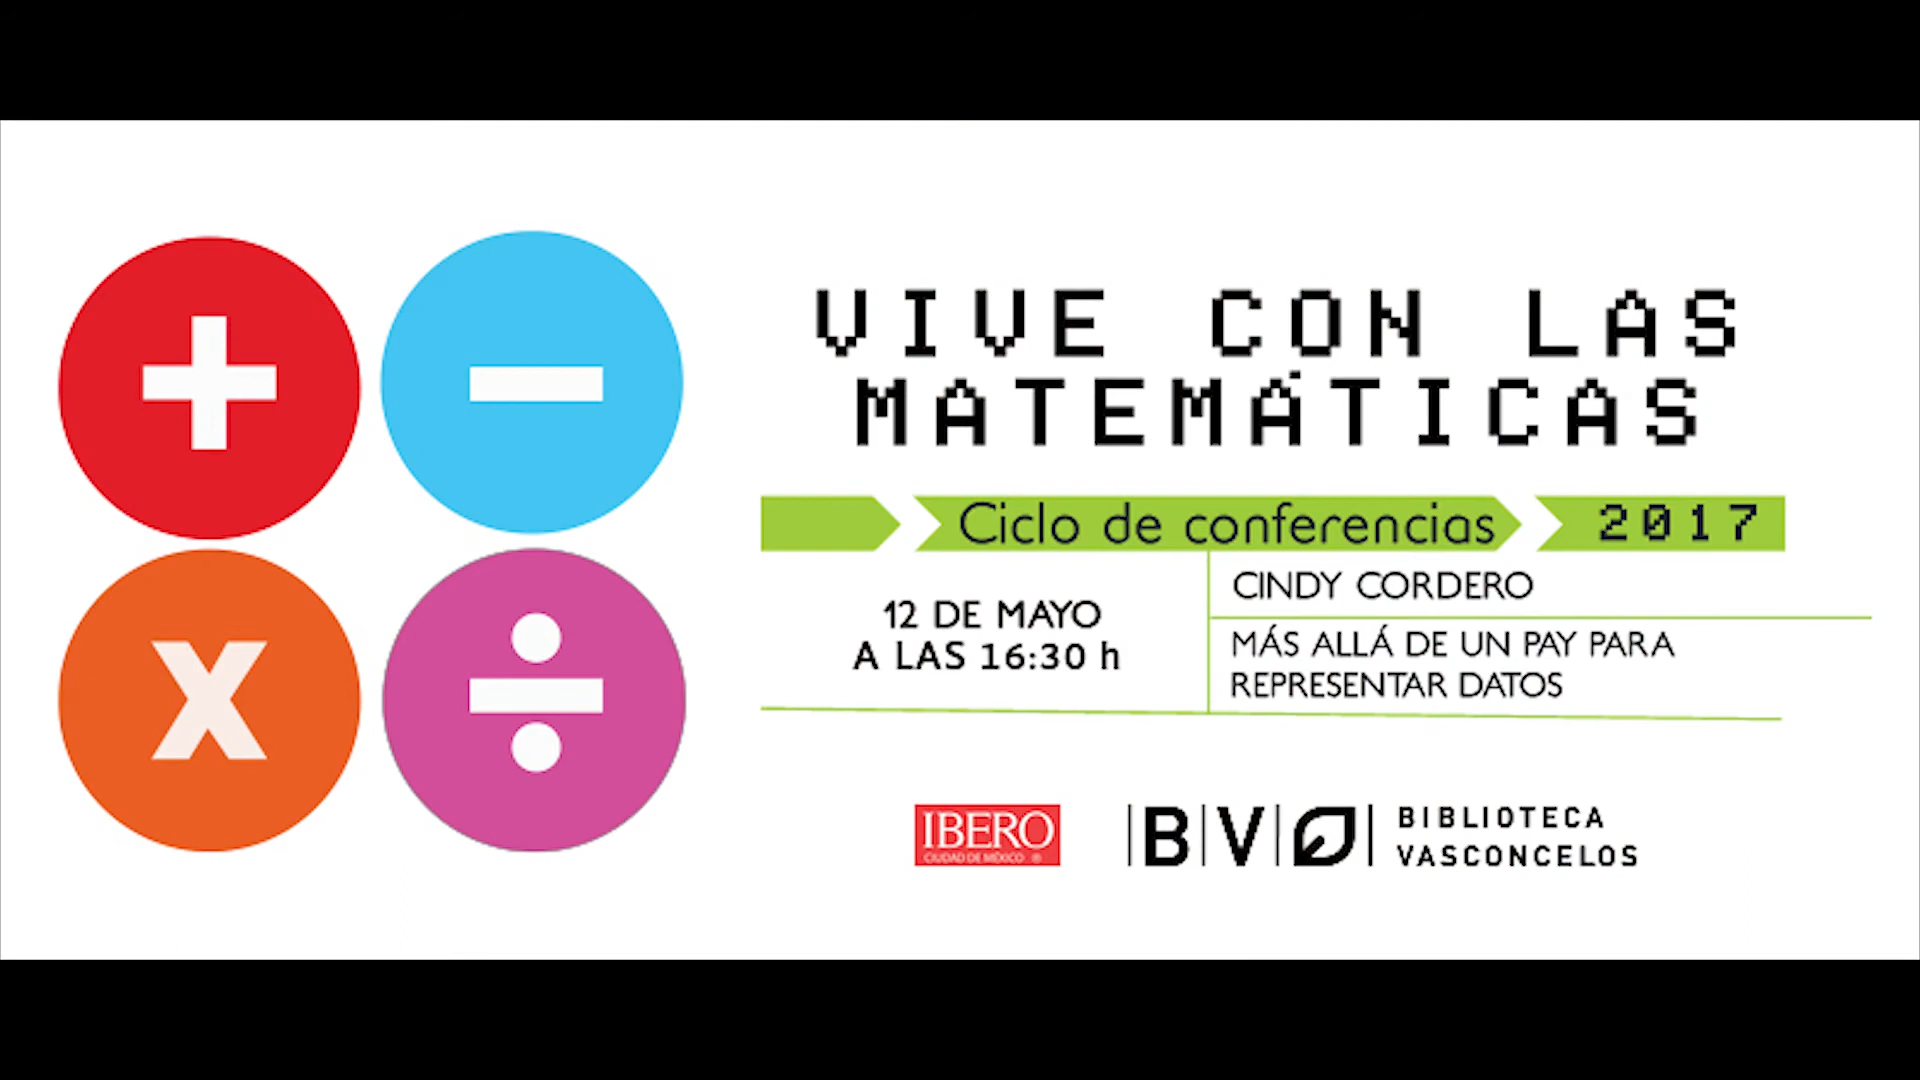 VIVE CON LAS
MATEMÁTICAS
Ciclo de conferencias 2017
12 DE MAYO
A LAS 16:30 h
CINDY CORDERO
MÁS ALLÁ DE UN PAY PARA
REPRESENTAR DATOS
IBERO
CIUDAD DE MÉXICO ®
BV
BIBLIOTECA
VASCONCELOS